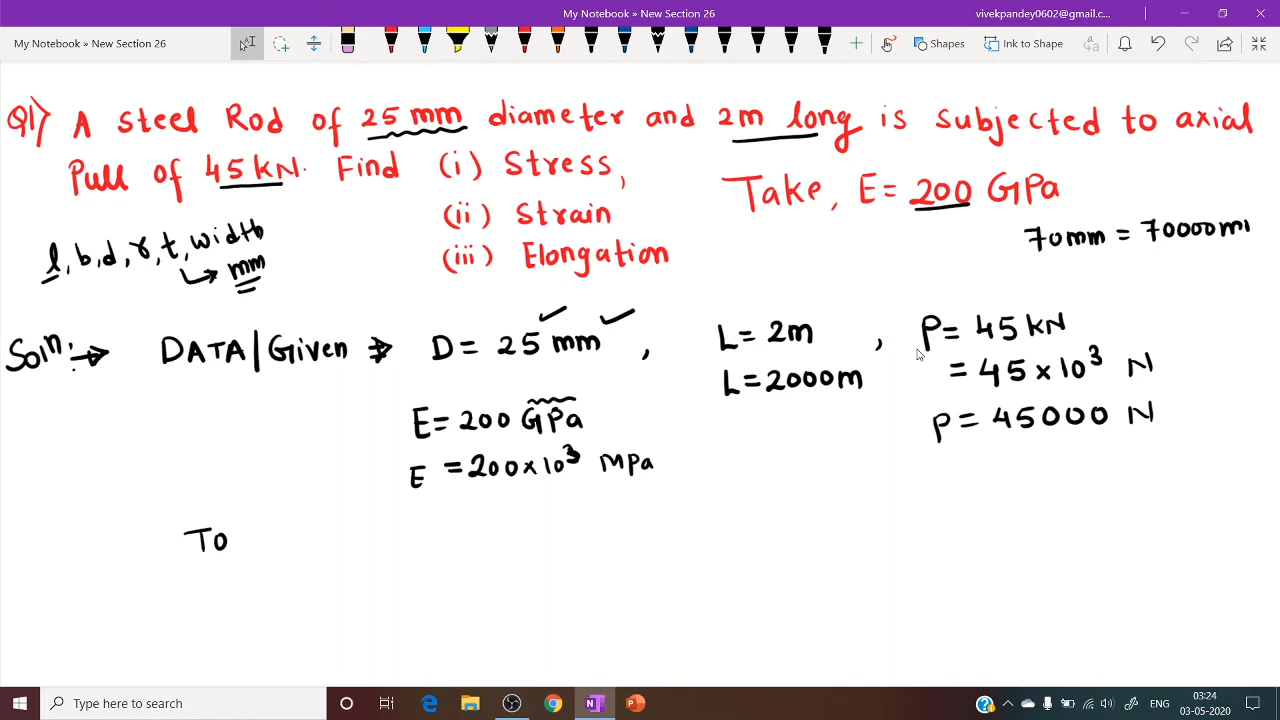 My Notebook » New Section 26
vivekpandey0602@gmail.c...
My Notebook » New Section 26
Shapes
Ink to Shape
Q1) A steel Rod of 25 mm diameter and 2m long is subjected to axial
Pull of 45 kN. Find (i) Stress,
(ii) Strain
(iii) Elongation
Take, E = 200 GPa
70mm = 70000m
l, b, d, r, t, width
→ mm
Soln: → DATA|Given → D = 25 mm, L = 2m, P = 45 kN
L = 2000m
= 45 × 10³ N
E = 200 GPa
P = 45000 N
E = 200 × 10³ MPa
To
Type here to search
ENG
03:24
03-05-2020